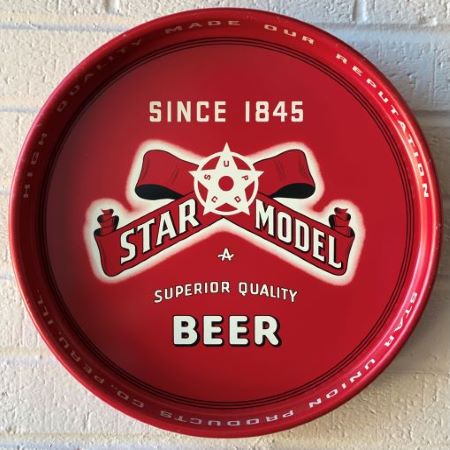 HIGH QUALITY MADE OUR REPUTATION
SINCE 1845
STAR MODEL
A
SUPERIOR QUALITY
BEER
STAR UNION PRODUCTS CO., PERU, ILL.